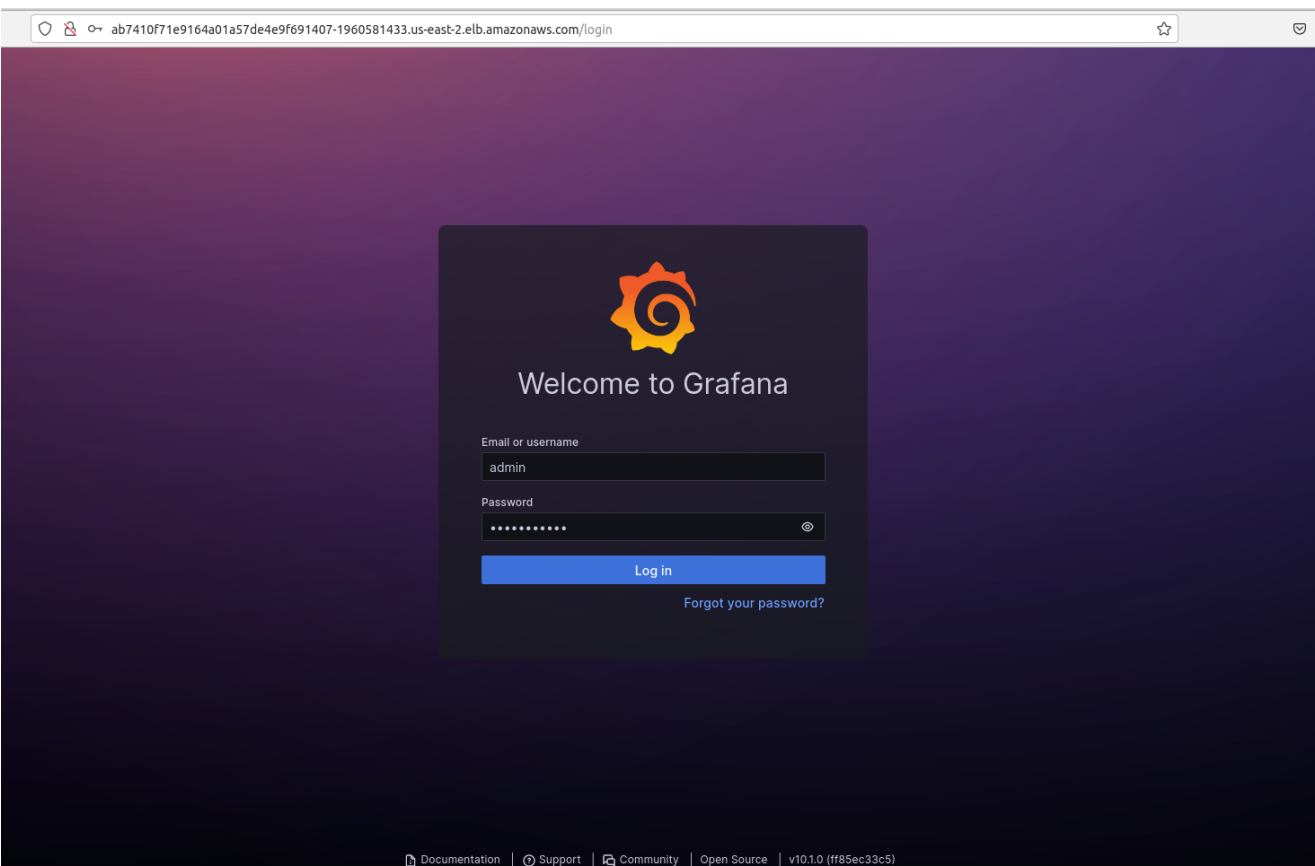 ab7410f71e9164a01a57de4e9f691407-1960581433.us-east-2.elb.amazonaws.com/login
Welcome to Grafana
Email or username
admin
Password
•••••••••••
Log in
Forgot your password?
Documentation | Support | Community | Open Source | v10.1.0 (ff85ec33c5)